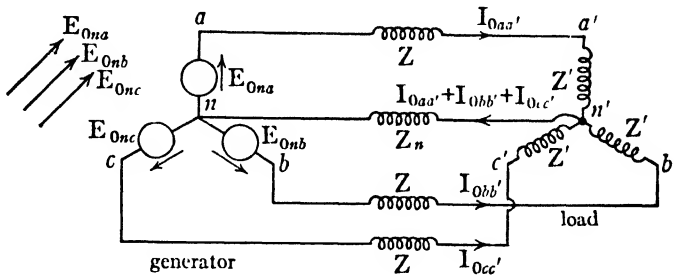 a I0aa' a'
E0na
E0nb
E0nc
Z
E0na
Z'
n I0aa'+I0bb'+I0cc' n'
E0nc E0nb
Zn
Z' Z'
c b c' b
Z I0bb'
load
generator Z I0cc'